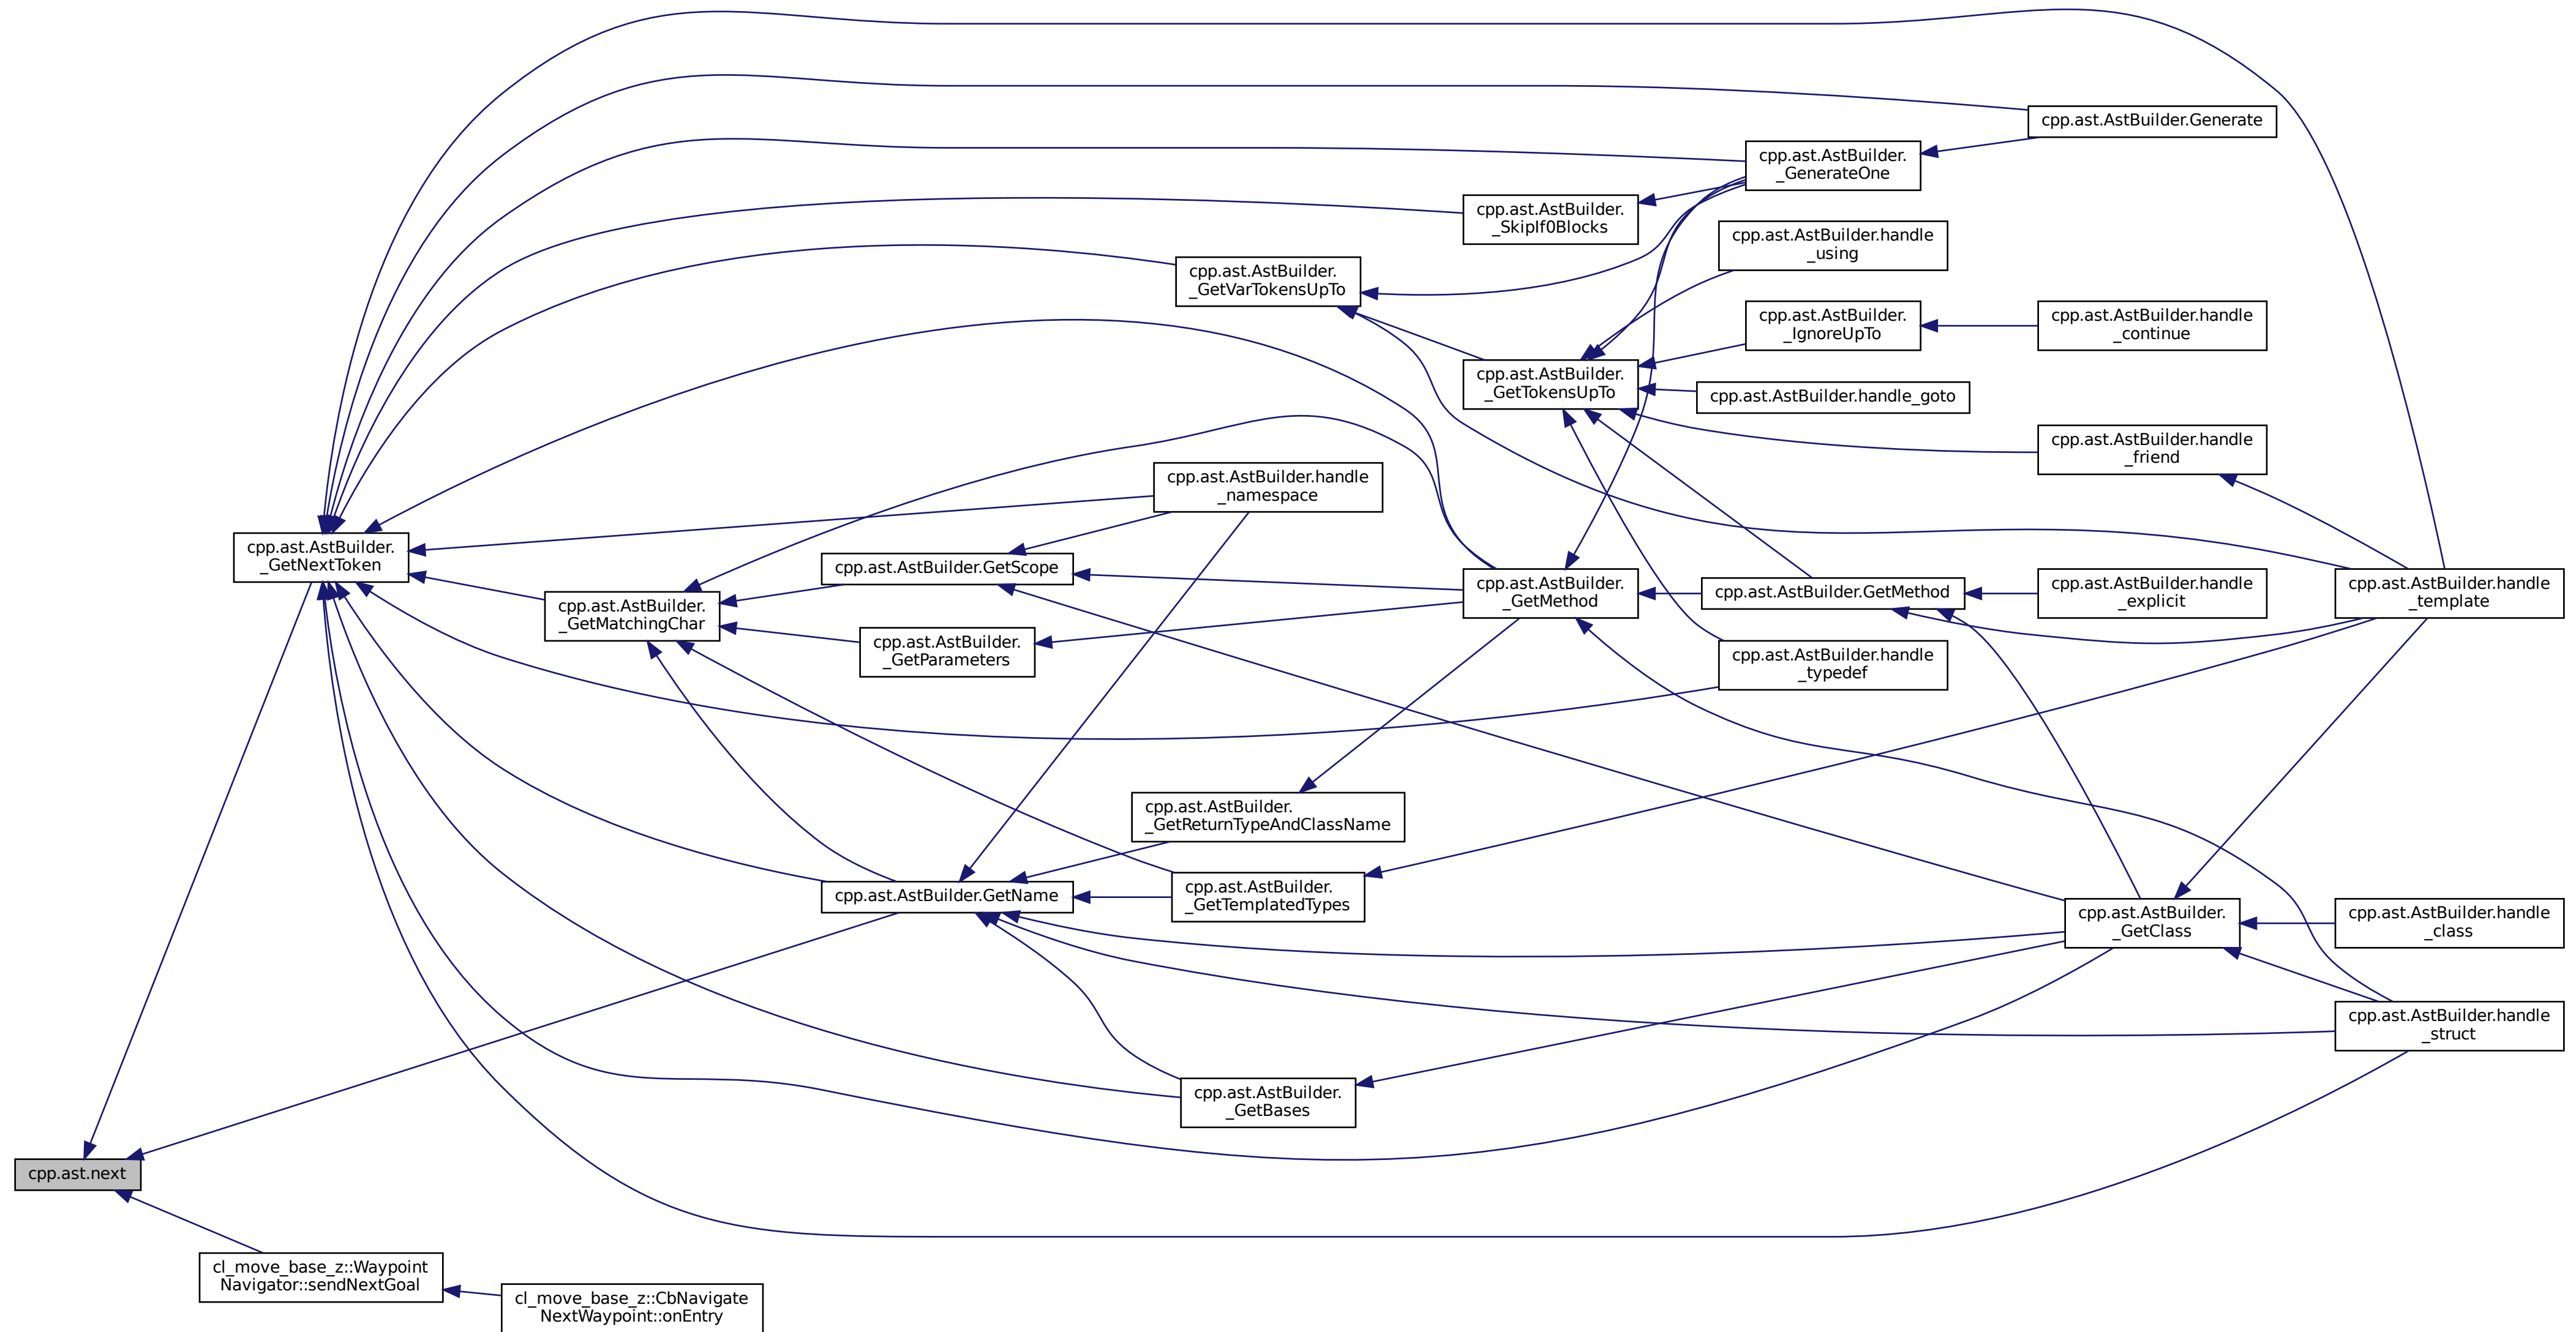 cpp.ast.AstBuilder.Generate
cpp.ast.AstBuilder.
_GenerateOne
cpp.ast.AstBuilder.
_SkipIf0Blocks
cpp.ast.AstBuilder.handle
_using
cpp.ast.AstBuilder.
_GetVarTokensUpTo
cpp.ast.AstBuilder.
_IgnoreUpTo
cpp.ast.AstBuilder.handle
_continue
cpp.ast.AstBuilder.
_GetTokensUpTo
cpp.ast.AstBuilder.handle_goto
cpp.ast.AstBuilder.handle
_friend
cpp.ast.AstBuilder.handle
_namespace
cpp.ast.AstBuilder.
_GetNextToken
cpp.ast.AstBuilder.GetScope
cpp.ast.AstBuilder.
_GetMethod
cpp.ast.AstBuilder.GetMethod
cpp.ast.AstBuilder.handle
_explicit
cpp.ast.AstBuilder.handle
_template
cpp.ast.AstBuilder.
_GetMatchingChar
cpp.ast.AstBuilder.
_GetParameters
cpp.ast.AstBuilder.handle
_typedef
cpp.ast.AstBuilder.
_GetReturnTypeAndClassName
cpp.ast.AstBuilder.GetName
cpp.ast.AstBuilder.
_GetTemplatedTypes
cpp.ast.AstBuilder.
_GetClass
cpp.ast.AstBuilder.handle
_class
cpp.ast.AstBuilder.handle
_struct
cpp.ast.AstBuilder.
_GetBases
cpp.ast.next
cl_move_base_z::Waypoint
Navigator::sendNextGoal
cl_move_base_z::CbNavigate
NextWaypoint::onEntry